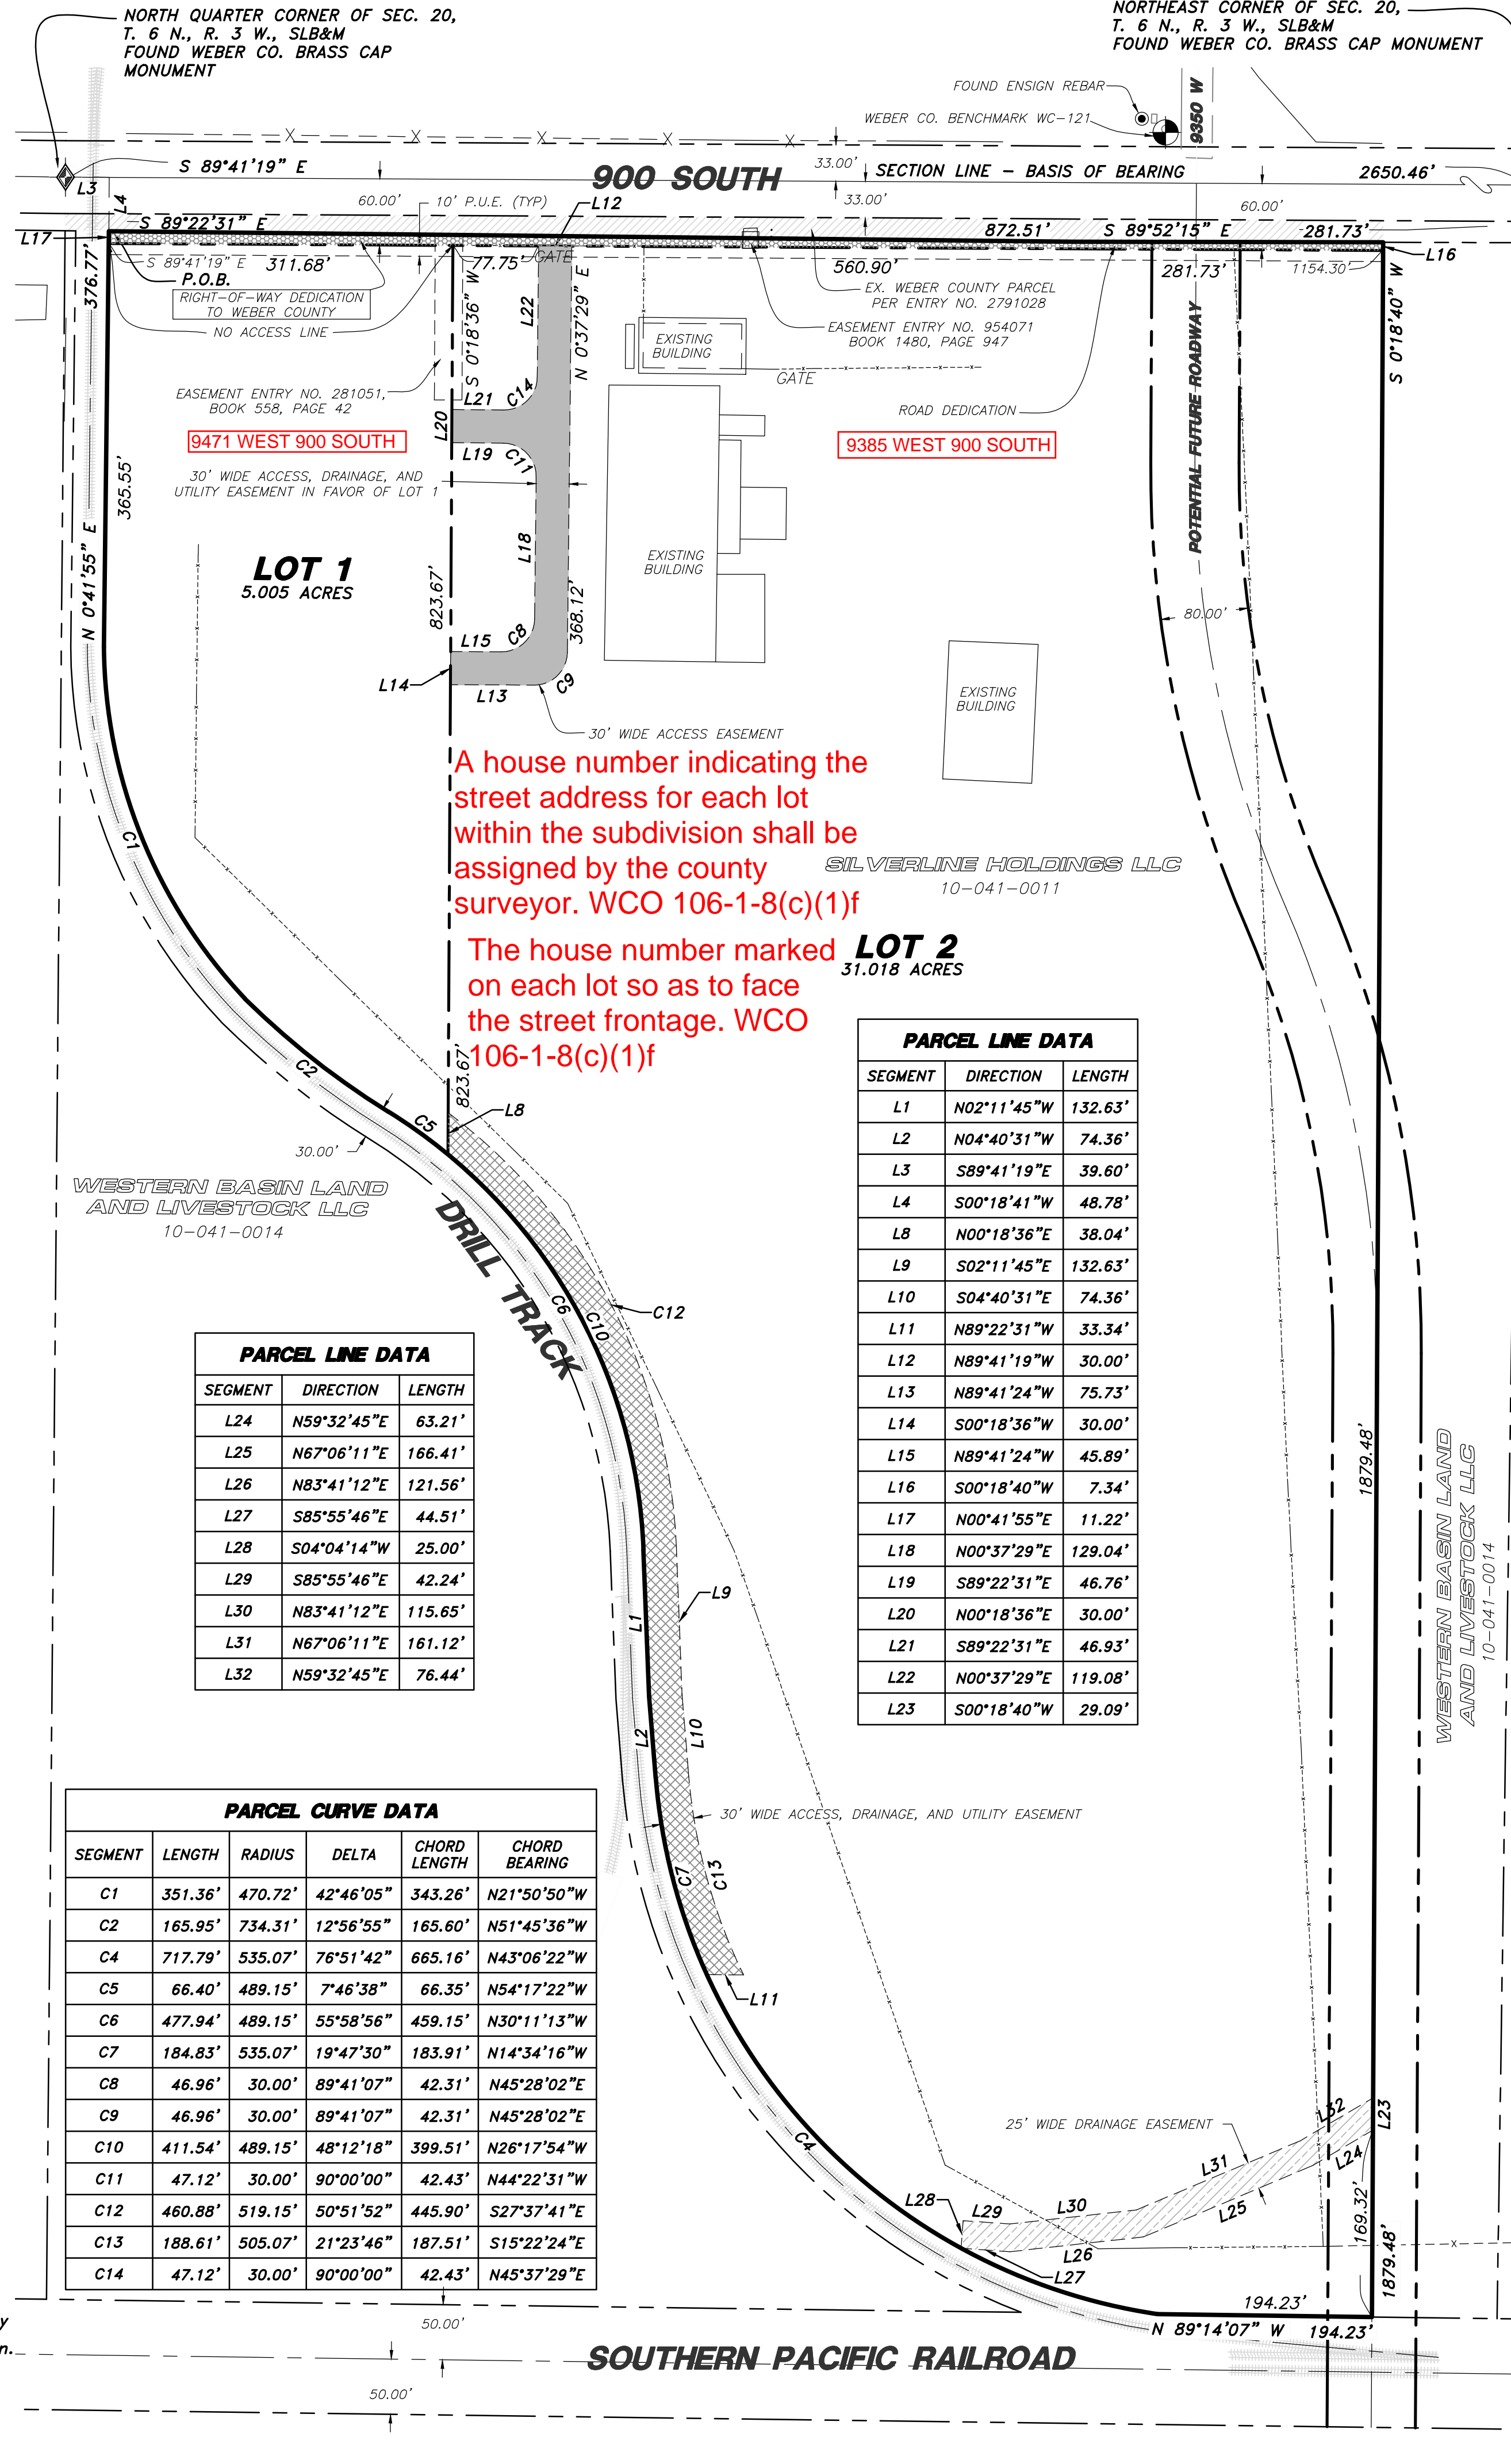 NORTH QUARTER CORNER OF SEC. 20,
T. 6 N., R. 3 W., SLB&M
FOUND WEBER CO. BRASS CAP
MONUMENT
NORTHEAST CORNER OF SEC. 20,
T. 6 N., R. 3 W., SLB&M
FOUND WEBER CO. BRASS CAP MONUMENT
FOUND ENSIGN REBAR
WEBER CO. BENCHMARK WC-121
9350 W
S 89°41'19" E
900 SOUTH
33.00'
SECTION LINE - BASIS OF BEARING
2650.46'
L3
L4
60.00'
10' P.U.E. (TYP)
L12
33.00'
60.00'
L17
S 89°22'31" E
872.51'
S 89°52'15" E
281.73'
L16
S 89°41'19" E
311.68'
77.75'
GATE
560.90'
281.73'
1154.30'
P.O.B.
RIGHT-OF-WAY DEDICATION
TO WEBER COUNTY
NO ACCESS LINE
376.77'
S 0°18'36" W
L22
N 0°37'29" E
EX. WEBER COUNTY PARCEL
PER ENTRY NO. 2791028
EASEMENT ENTRY NO. 954071
BOOK 1480, PAGE 947
S 0°18'40" W
EXISTING
BUILDING
GATE
POTENTIAL FUTURE ROADWAY
EASEMENT ENTRY NO. 281051,
BOOK 558, PAGE 42
L21
C14
L20
ROAD DEDICATION
9471 WEST 900 SOUTH
9385 WEST 900 SOUTH
L19
C11
365.55'
30' WIDE ACCESS, DRAINAGE, AND
UTILITY EASEMENT IN FAVOR OF LOT 1
N 0°41'55" E
LOT 1
5.005 ACRES
L18
EXISTING
BUILDING
823.67'
368.12'
80.00'
L15
C8
L14
L13
C9
EXISTING
BUILDING
30' WIDE ACCESS EASEMENT
A house number indicating the
street address for each lot
within the subdivision shall be
assigned by the county
surveyor. WCO 106-1-8(c)(1)f
C1
SILVERLINE HOLDINGS LLC
10-041-0011
The house number marked
on each lot so as to face
the street frontage. WCO
106-1-8(c)(1)f
LOT 2
31.018 ACRES
C2
823.67'
L8
C5
30.00'
WESTERN BASIN LAND
AND LIVESTOCK LLC
10-041-0014
DRILL TRACK
C6
C10
C12
PARCEL LINE DATA
SEGMENT DIRECTION LENGTH
L1 N02°11'45"W 132.63'
L2 N04°40'31"W 74.36'
L3 S89°41'19"E 39.60'
L4 S00°18'41"W 48.78'
L8 N00°18'36"E 38.04'
L9 S02°11'45"E 132.63'
L10 S04°40'31"E 74.36'
L11 N89°22'31"W 33.34'
L12 N89°41'19"W 30.00'
L13 N89°41'24"W 75.73'
L14 S00°18'36"W 30.00'
L15 N89°41'24"W 45.89'
L16 S00°18'40"W 7.34'
L17 N00°41'55"E 11.22'
L18 N00°37'29"E 129.04'
L19 S89°22'31"E 46.76'
L20 N00°18'36"E 30.00'
L21 S89°22'31"E 46.93'
L22 N00°37'29"E 119.08'
L23 S00°18'40"W 29.09'
PARCEL LINE DATA
SEGMENT DIRECTION LENGTH
L24 N59°32'45"E 63.21'
L25 N67°06'11"E 166.41'
L26 N83°41'12"E 121.56'
L27 S85°55'46"E 44.51'
L28 S04°04'14"W 25.00'
L29 S85°55'46"E 42.24'
L30 N83°41'12"E 115.65'
L31 N67°06'11"E 161.12'
L32 N59°32'45"E 76.44'
1879.48'
WESTERN BASIN LAND
AND LIVESTOCK LLC
10-041-0014
L9
L1
L2
L10
30' WIDE ACCESS, DRAINAGE, AND UTILITY EASEMENT
C7
C13
L11
PARCEL CURVE DATA
SEGMENT LENGTH RADIUS DELTA CHORD LENGTH CHORD BEARING
C1 351.36' 470.72' 42°46'05" 343.26' N21°50'50"W
C2 165.95' 734.31' 12°56'55" 165.60' N51°45'36"W
C4 717.79' 535.07' 76°51'42" 665.16' N43°06'22"W
C5 66.40' 489.15' 7°46'38" 66.35' N54°17'22"W
C6 477.94' 489.15' 55°58'56" 459.15' N30°11'13"W
C7 184.83' 535.07' 19°47'30" 183.91' N14°34'16"W
C8 46.96' 30.00' 89°41'07" 42.31' N45°28'02"E
C9 46.96' 30.00' 89°41'07" 42.31' N45°28'02"E
C10 411.54' 489.15' 48°12'18" 399.51' N26°17'54"W
C11 47.12' 30.00' 90°00'00" 42.43' N44°22'31"W
C12 460.88' 519.15' 50°51'52" 445.90' S27°37'41"E
C13 188.61' 505.07' 21°23'46" 187.51' S15°22'24"E
C14 47.12' 30.00' 90°00'00" 42.43' N45°37'29"E
C4
25' WIDE DRAINAGE EASEMENT
L32
L23
L31
L24
L28
L29
L30
L25
L26
L27
169.32'
1879.48'
194.23'
N 89°14'07" W 194.23'
y
n.
50.00'
SOUTHERN PACIFIC RAILROAD
50.00'